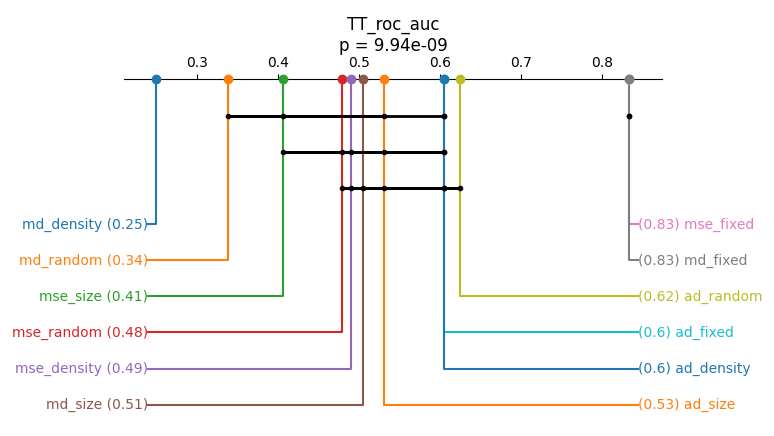 TT_roc_auc
p = 9.94e-09
0.3 0.4 0.5 0.6 0.7 0.8
md_density (0.25) (0.83) mse_fixed
md_random (0.34) (0.83) md_fixed
mse_size (0.41) (0.62) ad_random
mse_random (0.48) (0.6) ad_fixed
mse_density (0.49) (0.6) ad_density
md_size (0.51) (0.53) ad_size